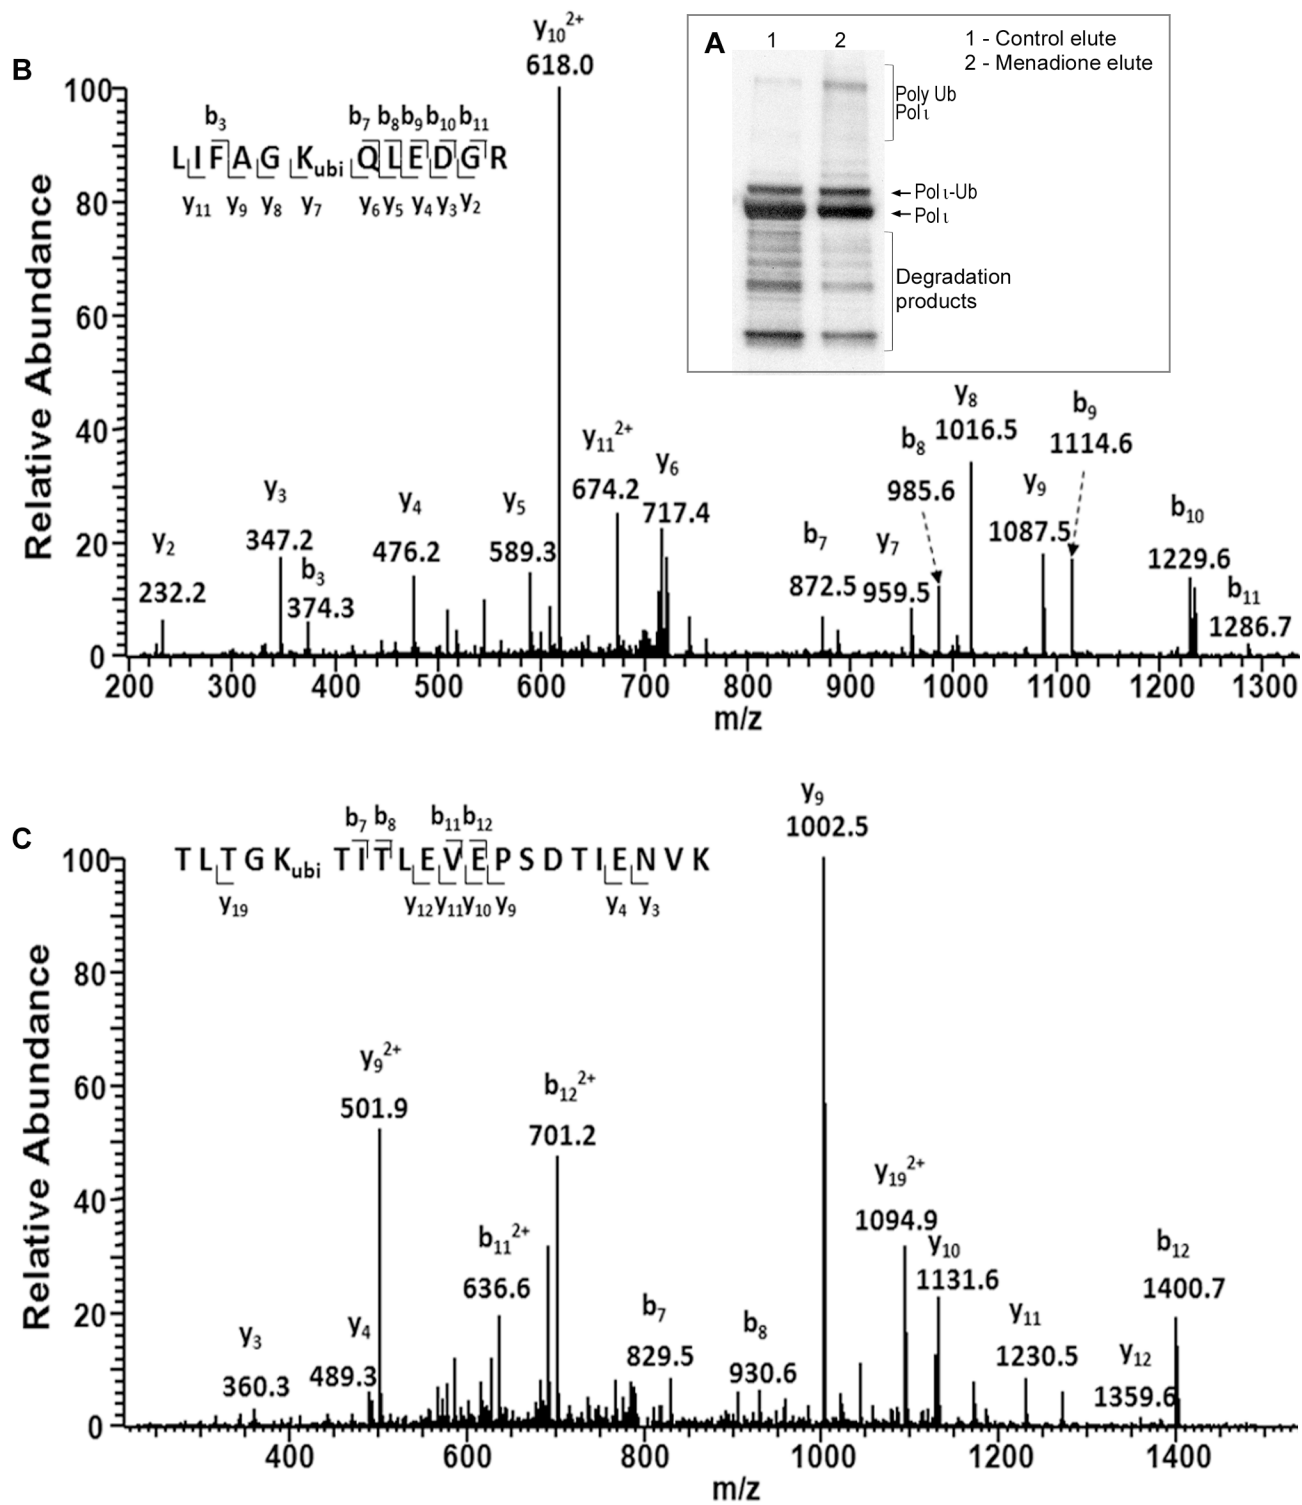 A
1 2
1 - Control elute
2 - Menadione elute
Poly Ub
Pol ι
Pol ι-Ub
Pol ι
Degradation
products
B
Relative Abundance
100
80
60
40
20
0
b3 b7 b8 b9 b10 b11
L I F A G Kubi Q L E D G R
y11 y9 y8 y7 y6 y5 y4 y3 y2
y2
232.2
y3
347.2
b3
374.3
y4
476.2
y5
589.3
y10 2+
618.0
y11 2+
674.2
y6
717.4
b7
872.5
y7
959.5
b8
985.6
y8
1016.5
y9
1087.5
b9
1114.6
b10
1229.6
b11
1286.7
200 300 400 500 600 700 800 900 1000 1100 1200 1300
m/z
C
Relative Abundance
100
80
60
40
20
0
b7 b8 b11 b12
T L T G Kubi T I T L E V E P S D T I E N V K
y19 y12 y11 y10 y9 y4 y3
y3
360.3
y4
489.3
y9 2+
501.9
b11 2+
636.6
b12 2+
701.2
b7
829.5
b8
930.6
y9
1002.5
y19 2+
1094.9
y10
1131.6
y11
1230.5
y12
1359.6
b12
1400.7
400 600 800 1000 1200 1400
m/z